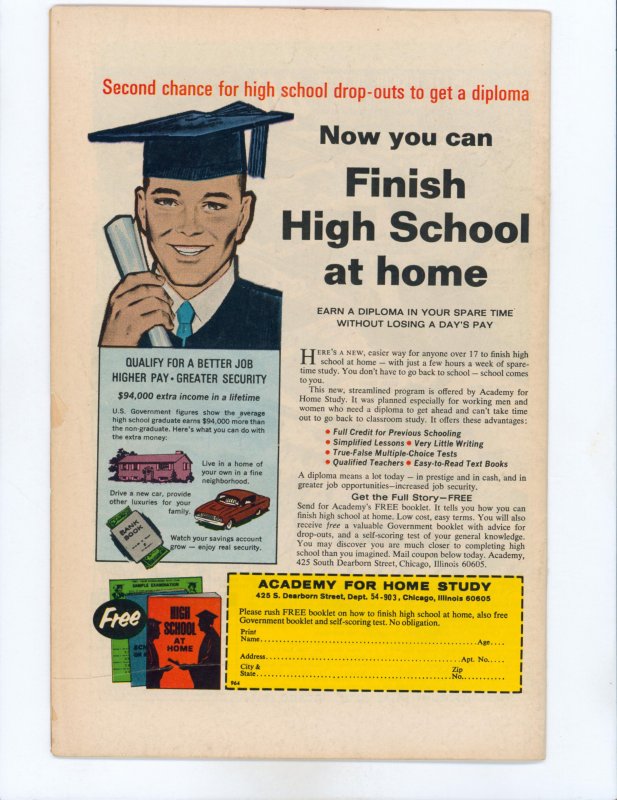 Second chance for high school drop-outs to get a diploma
Now you can
Finish
High School
at home
EARN A DIPLOMA IN YOUR SPARE TIME
WITHOUT LOSING A DAY'S PAY
QUALIFY FOR A BETTER JOB
HIGHER PAY • GREATER SECURITY
$94,000 extra income in a lifetime
U.S. Government figures show the average
high school graduate earns $94,000 more than
the non-graduate. Here's what you can do with
the extra money:
Live in a home of
your own in a fine
neighborhood.
Drive a new car, provide
other luxuries for your
family.
BANK
BOOK
Watch your savings account
grow — enjoy real security.
HERE'S A NEW, easier way for anyone over 17 to finish high
school at home — with just a few hours a week of spare-
time study. You don't have to go back to school — school comes
to you.
This new, streamlined program is offered by Academy for
Home Study. It was planned especially for working men and
women who need a diploma to get ahead and can't take time
out to go back to classroom study. It offers these advantages:
• Full Credit for Previous Schooling
• Simplified Lessons • Very Little Writing
• True-False Multiple-Choice Tests
• Qualified Teachers • Easy-to-Read Text Books
A diploma means a lot today — in prestige and in cash, and in
greater job opportunities—increased job security.
Get the Full Story—FREE
Send for Academy's FREE booklet. It tells you how you can
finish high school at home. Low cost, easy terms. You will also
receive free a valuable Government booklet with advice for
drop-outs, and a self-scoring test of your general knowledge.
You may discover you are much closer to completing high
school than you imagined. Mail coupon below today. Academy,
425 South Dearborn Street, Chicago, Illinois 60605.
Free
SAMPLE EXAMINATION
HIGH
SCHOOL
AT
HOME
ACADEMY FOR HOME STUDY
425 S. Dearborn Street, Dept. 54-903, Chicago, Illinois 60605
Please rush FREE booklet on how to finish high school at home, also free
Government booklet and self-scoring test. No obligation.
Print
Name Age
Address Apt. No.
City & Zip
State No.
964